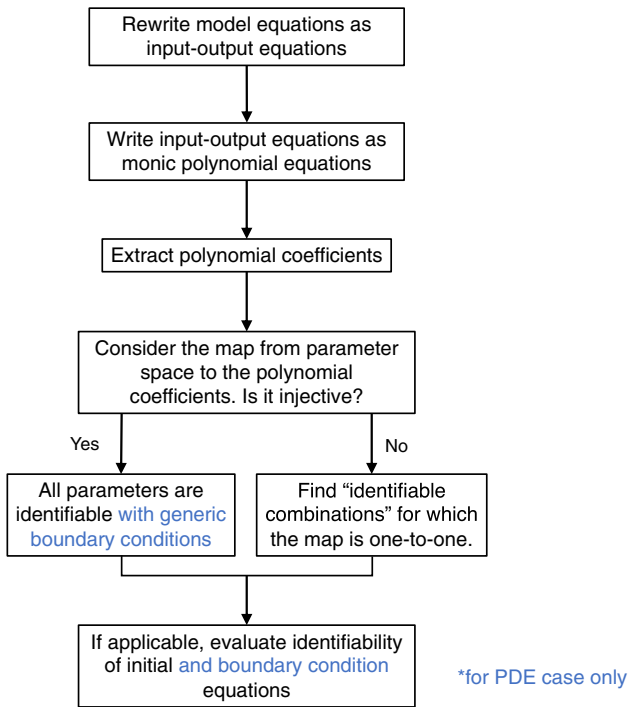 Rewrite model equations as
input-output equations
Write input-output equations as
monic polynomial equations
Extract polynomial coefficients
Consider the map from parameter
space to the polynomial
coefficients. Is it injective?
Yes
No
All parameters are
identifiable with generic
boundary conditions
Find “identifiable
combinations” for which
the map is one-to-one.
If applicable, evaluate identifiability
of initial and boundary condition
equations
*for PDE case only